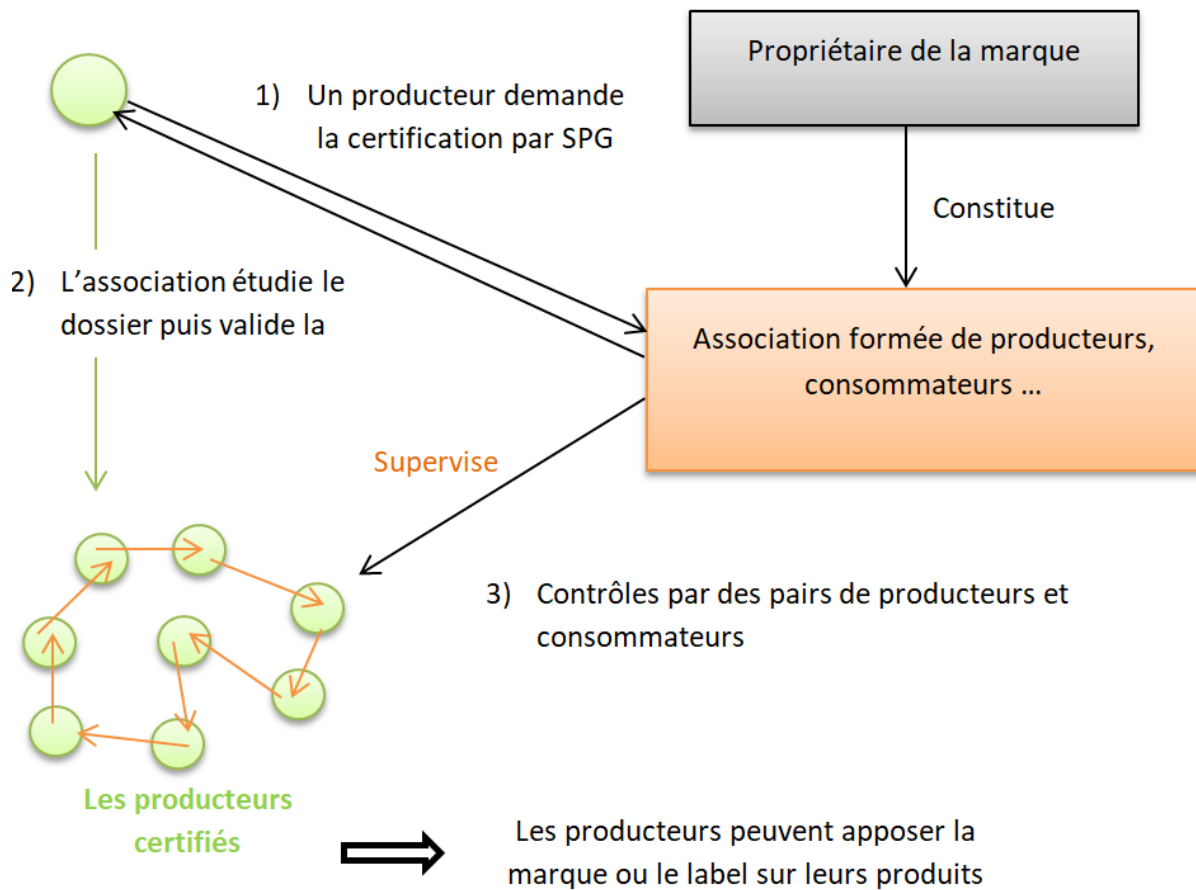 Propriétaire de la marque
1) Un producteur demande
la certification par SPG
Constitue
2) L’association étudie le
dossier puis valide la
Association formée de producteurs,
consommateurs ...
Supervise
3) Contrôles par des pairs de producteurs et
consommateurs
Les producteurs
certifiés
Les producteurs peuvent apposer la
marque ou le label sur leurs produits